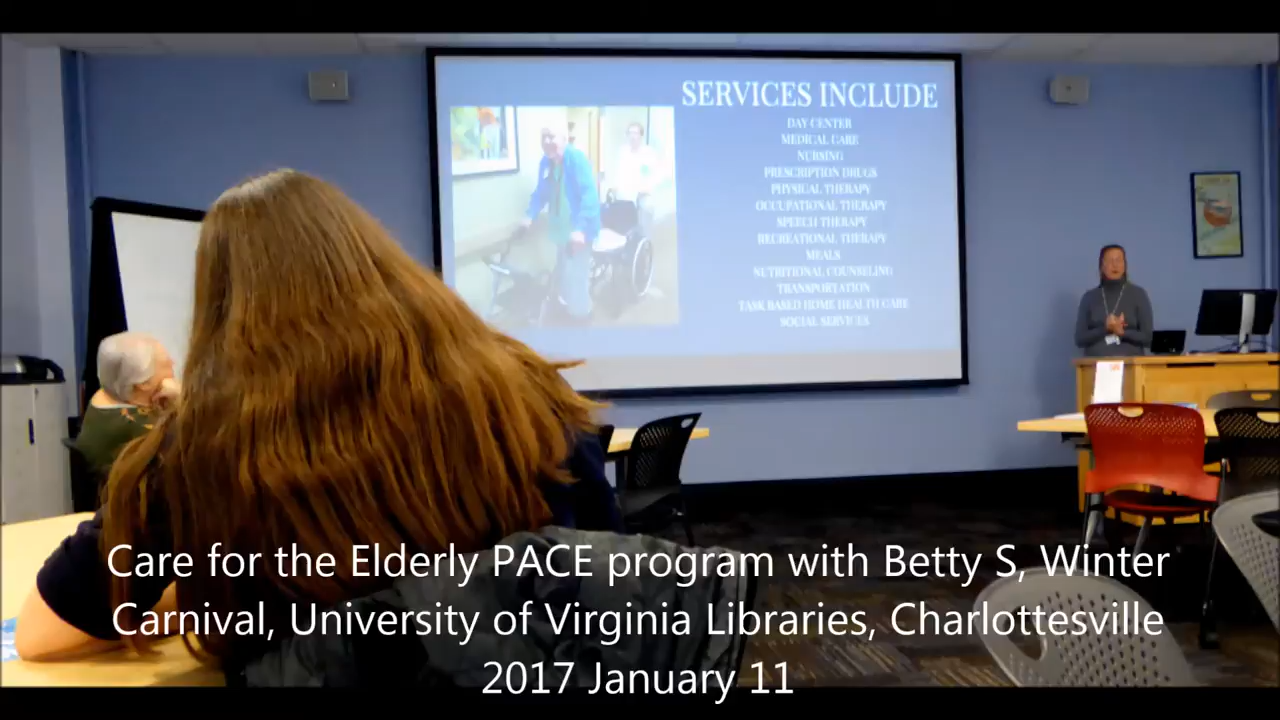 SERVICES INCLUDE
DAY CENTER
MEDICAL CARE
NURSING
PRESCRIPTION DRUGS
PHYSICAL THERAPY
OCCUPATIONAL THERAPY
SPEECH THERAPY
RECREATIONAL THERAPY
MEALS
NUTRITIONAL COUNSELING
TRANSPORTATION
TASK BASED HOME HEALTH CARE
SOCIAL SERVICES
Care for the Elderly PACE program with Betty S, Winter
Carnival, University of Virginia Libraries, Charlottesville
2017 January 11